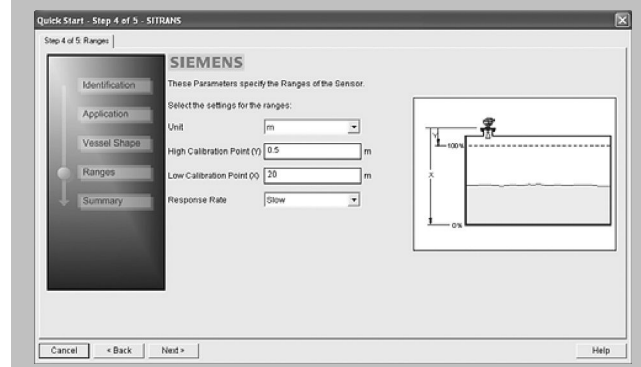 Quick Start - Step 4 of 5 - SITRANS
Step 4 of 5: Ranges
SIEMENS
Identification
Application
Vessel Shape
Ranges
Summary
These Parameters specify the Ranges of the Sensor.
Select the settings for the ranges:
Unit m
High Calibration Point (Y) 0.5 m
Low Calibration Point (X) 20 m
Response Rate Slow
Y
100%
X
0%
Cancel < Back Next > Help